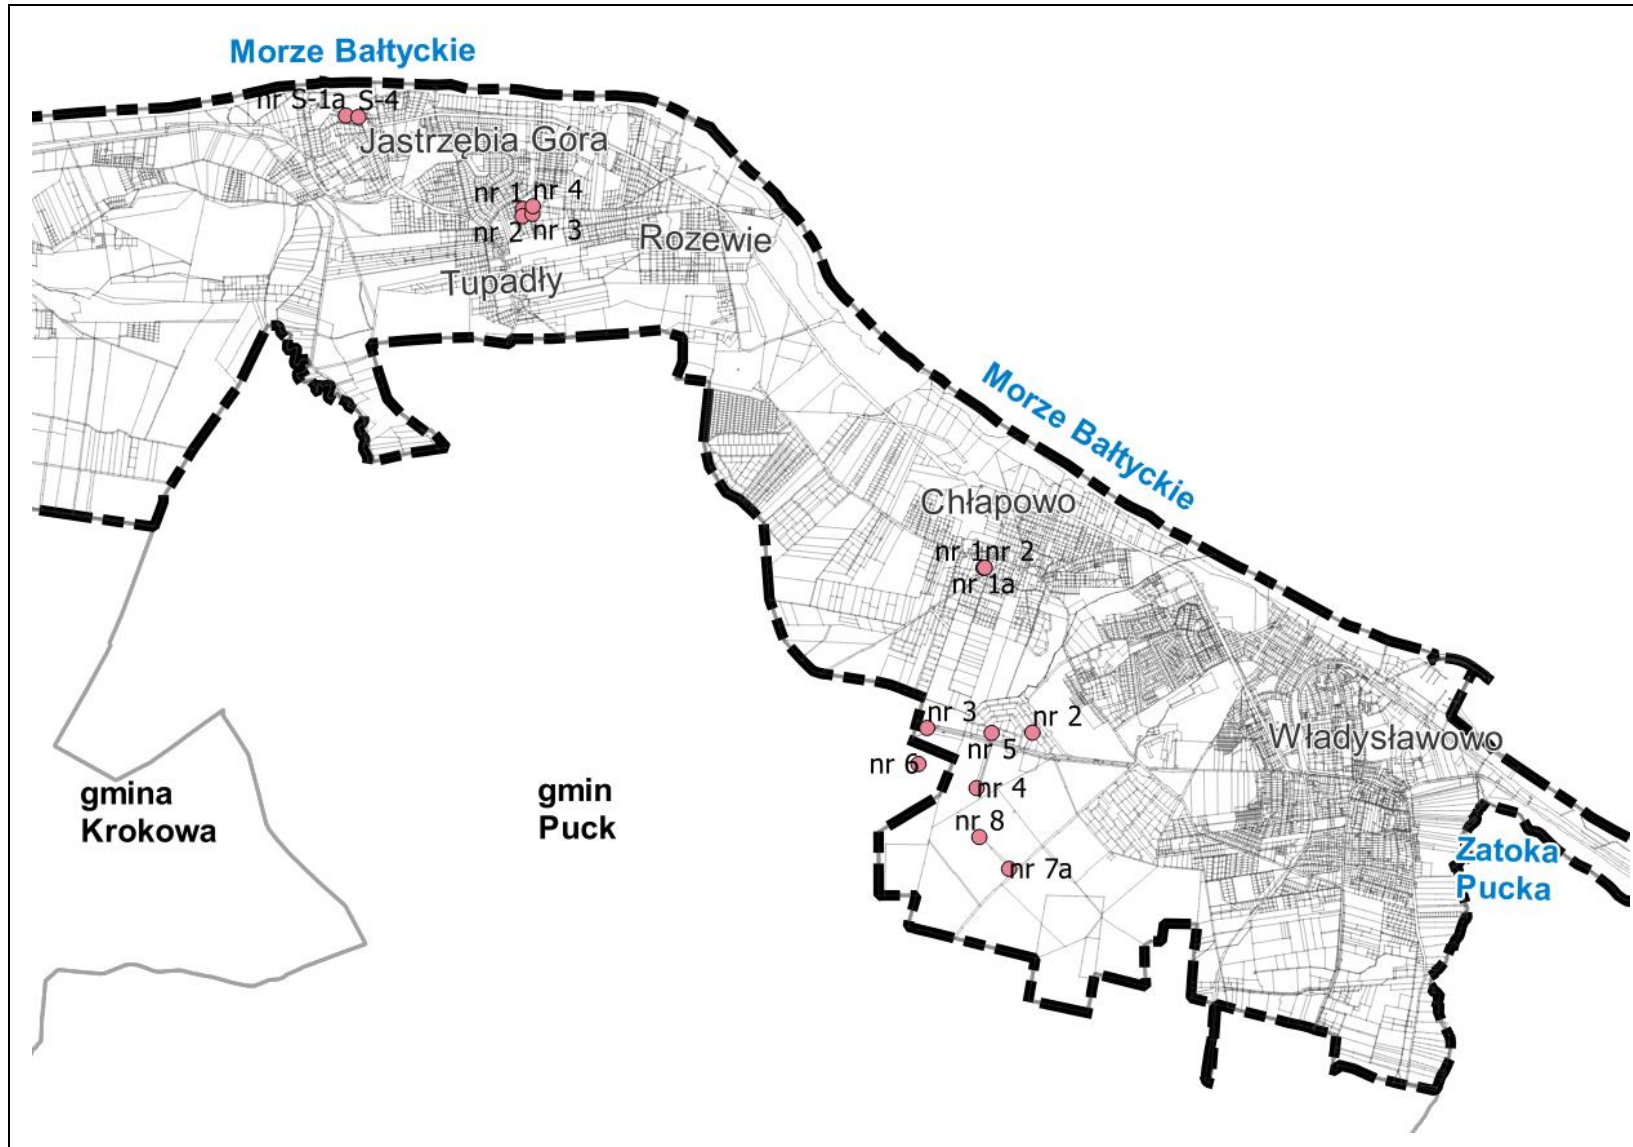 Morze Bałtyckie
nr S-1a S-4
Jastrzębia Góra
nr 1 nr 4
nr 2 nr 3
Rozewie
Tupadły
Morze Bałtyckie
Chłapowo
nr 1nr 2
nr 1a
nr 3
nr 2
nr 5
Władysławowo
nr 6
nr 4
nr 8
nr 7a
gmina
Krokowa
gmin
Puck
Zatoka
Pucka